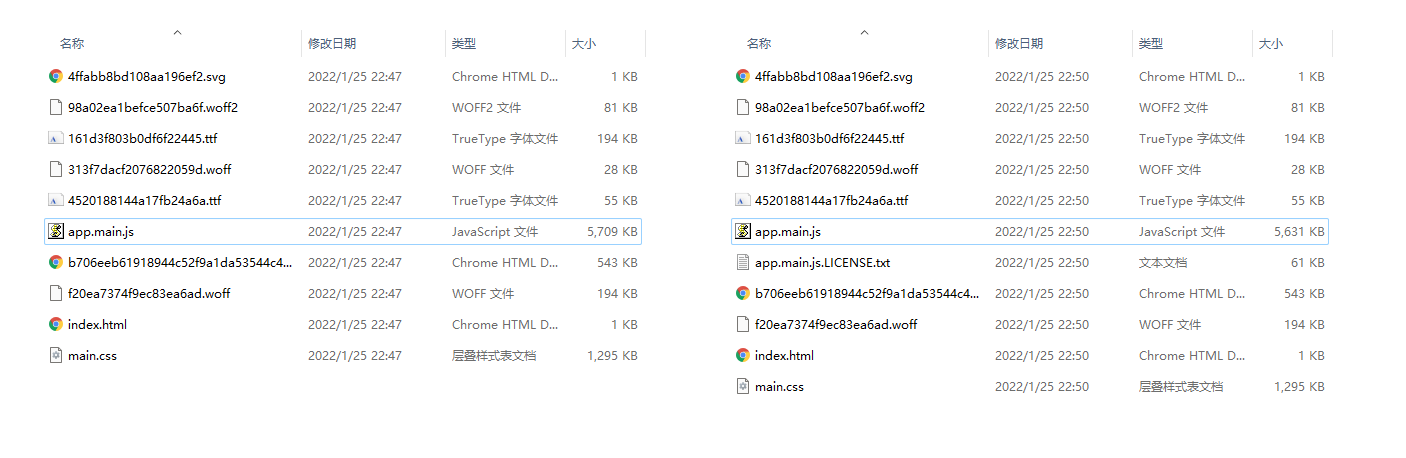 名称 修改日期 类型 大小
4ffabb8bd108aa196ef2.svg 2022/1/25 22:47 Chrome HTML D... 1 KB
98a02ea1befce507ba6f.woff2 2022/1/25 22:47 WOFF2 文件 81 KB
161d3f803b0df6f22445.ttf 2022/1/25 22:47 TrueType 字体文件 194 KB
313f7dacf2076822059d.woff 2022/1/25 22:47 WOFF 文件 28 KB
4520188144a17fb24a6a.ttf 2022/1/25 22:47 TrueType 字体文件 55 KB
app.main.js 2022/1/25 22:47 JavaScript 文件 5,709 KB
b706eeb61918944c52f9a1da53544c4... 2022/1/25 22:47 Chrome HTML D... 543 KB
f20ea7374f9ec83ea6ad.woff 2022/1/25 22:47 WOFF 文件 194 KB
index.html 2022/1/25 22:47 Chrome HTML D... 1 KB
main.css 2022/1/25 22:47 层叠样式表文档 1,295 KB
名称 修改日期 类型 大小
4ffabb8bd108aa196ef2.svg 2022/1/25 22:50 Chrome HTML D... 1 KB
98a02ea1befce507ba6f.woff2 2022/1/25 22:50 WOFF2 文件 81 KB
161d3f803b0df6f22445.ttf 2022/1/25 22:50 TrueType 字体文件 194 KB
313f7dacf2076822059d.woff 2022/1/25 22:50 WOFF 文件 28 KB
4520188144a17fb24a6a.ttf 2022/1/25 22:50 TrueType 字体文件 55 KB
app.main.js 2022/1/25 22:50 JavaScript 文件 5,631 KB
app.main.js.LICENSE.txt 2022/1/25 22:50 文本文档 61 KB
b706eeb61918944c52f9a1da53544c4... 2022/1/25 22:50 Chrome HTML D... 543 KB
f20ea7374f9ec83ea6ad.woff 2022/1/25 22:50 WOFF 文件 194 KB
index.html 2022/1/25 22:50 Chrome HTML D... 1 KB
main.css 2022/1/25 22:50 层叠样式表文档 1,295 KB